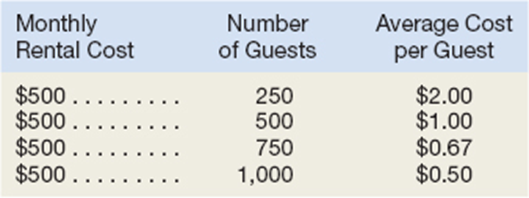 Monthly Number Average Cost
Rental Cost of Guests per Guest
$500 ......... 250 $2.00
$500 ......... 500 $1.00
$500 ......... 750 $0.67
$500 ......... 1,000 $0.50